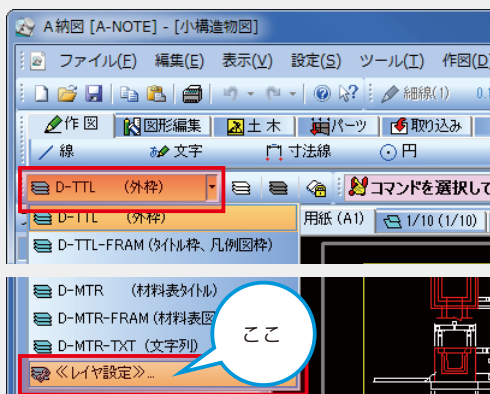 A納図 [A-NOTE] - [小構造物図]
ファイル(F) 編集(E) 表示(V) 設定(S) ツール(T) 作図(D
細線(1) 0.1
作図 図形編集 土木 Jパーツ 取り込み
線 文字 寸法線 円
D-TTL (外枠) コマンドを選択して
D-TTL (外枠) 用紙 (A1) 1/10 (1/10)
D-TTL-FRAM (タイトル枠、凡例図枠)
D-MTR (材料表タイトル)
D-MTR-FRAM (材料表図
D-MTR-TXT (文字列)
≪レイヤ設定≫...
ここ